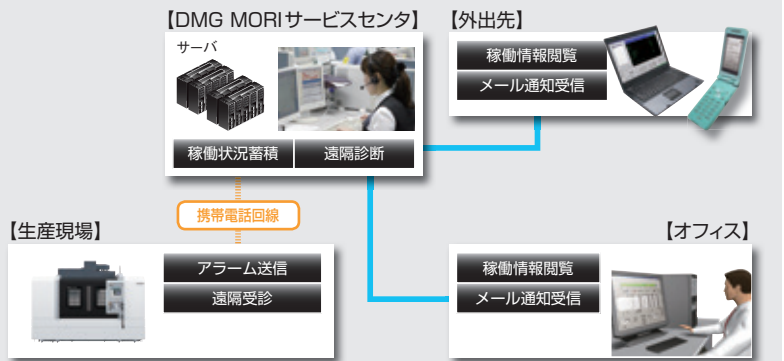 【DMG MORIサービスセンタ】
サーバ
稼働状況蓄積
遠隔診断
【外出先】
稼働情報閲覧
メール通知受信
携帯電話回線
【生産現場】
アラーム送信
遠隔受診
【オフィス】
稼働情報閲覧
メール通知受信